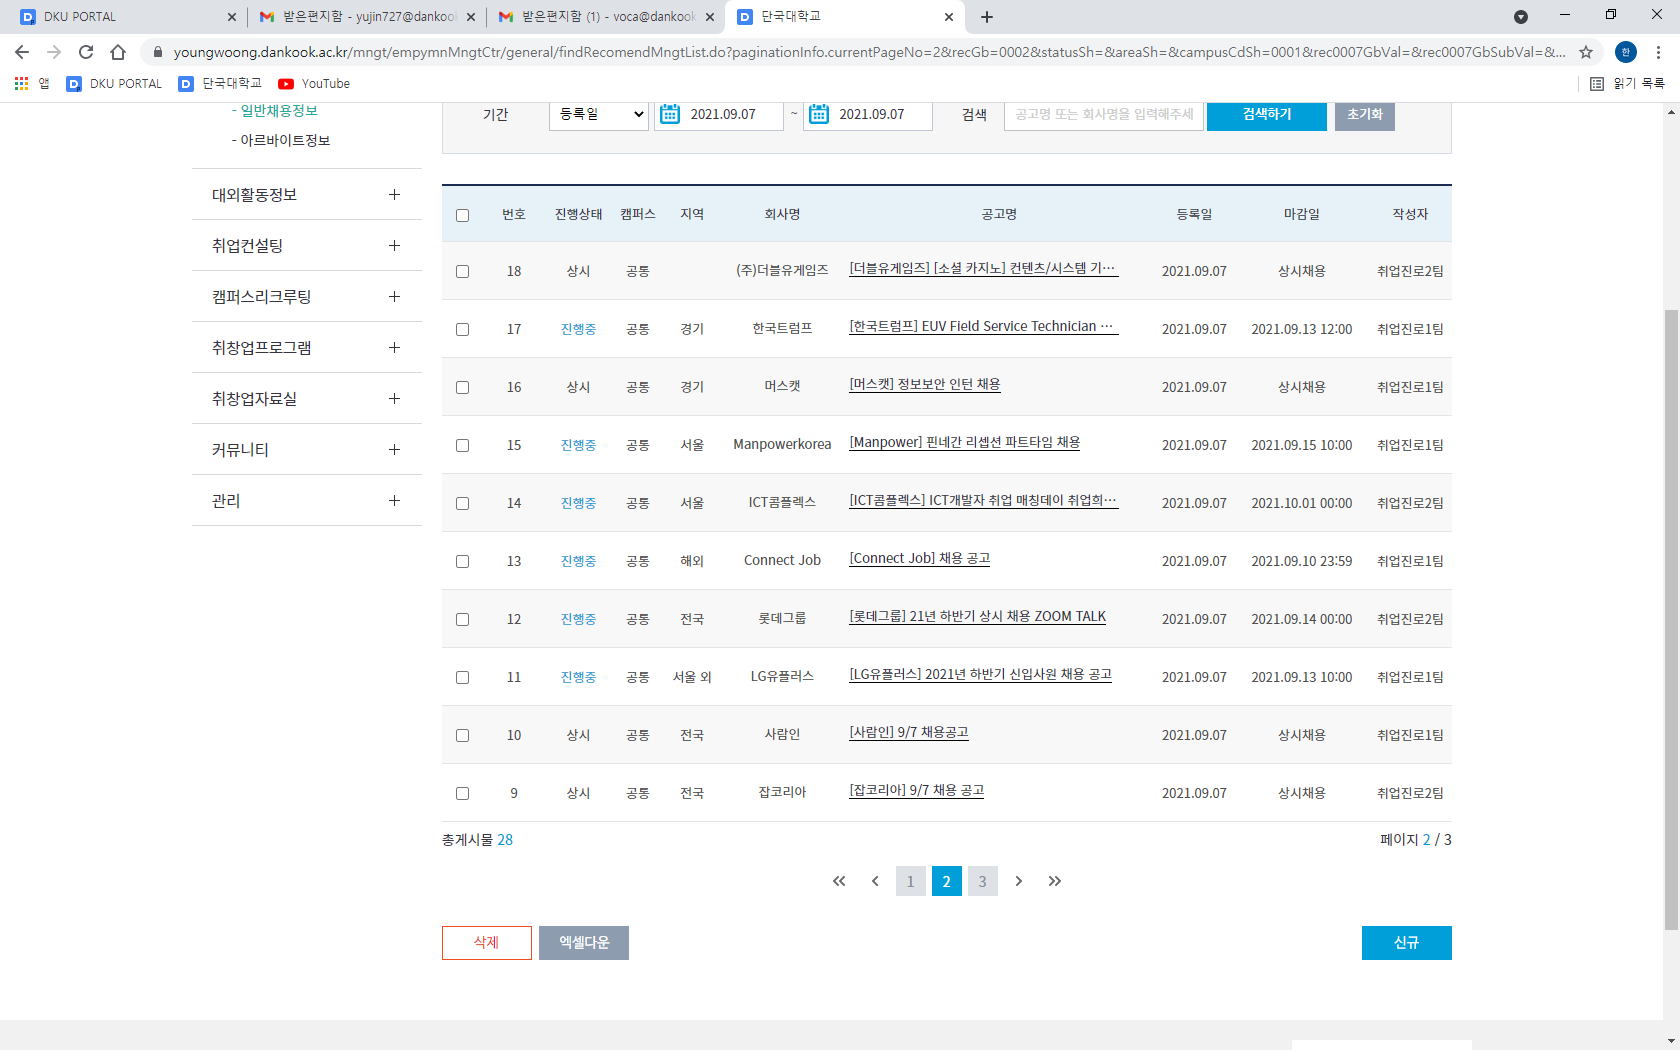 DKU PORTAL
받은편지함 - yujin727@dankook
받은편지함 (1) - voca@dankook
단국대학교
youngwoong.dankook.ac.kr/mngt/empymnMngtCtr/general/findRecomendMngtList.do?paginationInfo.currentPageNo=2&recGb=0002&statusSh=&areaSh=&campusCdSh=0001&rec0007GbVal=&rec0007GbSubVal=&...
한
앱
DKU PORTAL
단국대학교
YouTube
읽기 목록
- 일반채용정보
- 아르바이트정보
대외활동정보
취업컨설팅
캠퍼스리크루팅
취창업프로그램
취창업자료실
커뮤니티
관리
기간 등록일 2021.09.07 ~ 2021.09.07 검색 공고명 또는 회사명을 입력해주세 검색하기 초기화
번호 진행상태 캠퍼스 지역 회사명 공고명 등록일 마감일 작성자
18 상시 공통 (주)더블유게임즈 [더블유게임즈] [소셜 카지노] 컨텐츠/시스템 기... 2021.09.07 상시채용 취업진로2팀
17 진행중 공통 경기 한국트럼프 [한국트럼프] EUV Field Service Technician ... 2021.09.07 2021.09.13 12:00 취업진로1팀
16 상시 공통 경기 머스캣 [머스캣] 정보보안 인턴 채용 2021.09.07 상시채용 취업진로1팀
15 진행중 공통 서울 Manpowerkorea [Manpower] 핀네간 리셉션 파트타임 채용 2021.09.07 2021.09.15 10:00 취업진로1팀
14 진행중 공통 서울 ICT콤플렉스 [ICT콤플렉스] ICT개발자 취업 매칭데이 취업희... 2021.09.07 2021.10.01 00:00 취업진로2팀
13 진행중 공통 해외 Connect Job [Connect Job] 채용 공고 2021.09.07 2021.09.10 23:59 취업진로1팀
12 진행중 공통 전국 롯데그룹 [롯데그룹] 21년 하반기 상시 채용 ZOOM TALK 2021.09.07 2021.09.14 00:00 취업진로2팀
11 진행중 공통 서울 외 LG유플러스 [LG유플러스] 2021년 하반기 신입사원 채용 공고 2021.09.07 2021.09.13 10:00 취업진로1팀
10 상시 공통 전국 사람인 [사람인] 9/7 채용공고 2021.09.07 상시채용 취업진로1팀
9 상시 공통 전국 잡코리아 [잡코리아] 9/7 채용 공고 2021.09.07 상시채용 취업진로2팀
총게시물 28
페이지 2 / 3
1 2 3
삭제 엑셀다운 신규